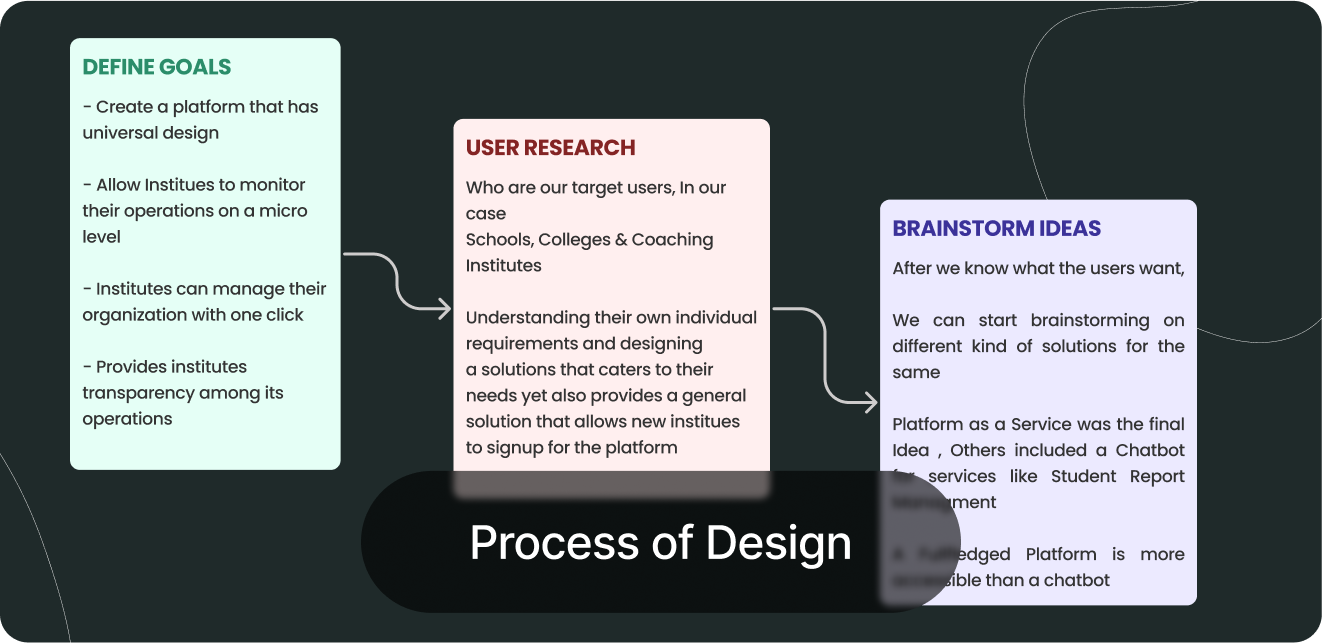 DEFINE GOALS
- Create a platform that has
universal design
- Allow Institues to monitor
their operations on a micro
level
- Institutes can manage their
organization with one click
- Provides institutes
transparency among its
operations
USER RESEARCH
Who are our target users, In our
case
Schools, Colleges & Coaching
Institutes
Understanding their own individual
requirements and designing
a solutions that caters to their
needs yet also provides a general
solution that allows new institues
to signup for the platform
BRAINSTORM IDEAS
After we know what the users want,
We can start brainstorming on
different kind of solutions for the
same
Platform as a Service was the final
Idea , Others included a Chatbot
for services like Student Report
Managment
A Platform is more
than a chatbot
Process of Design